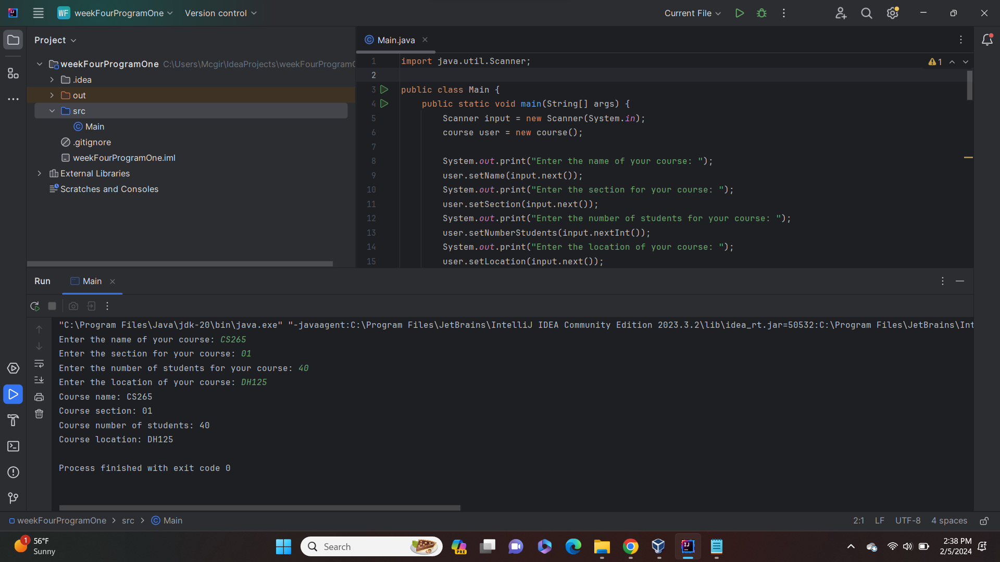 WF weekFourProgramOne Version control Current File
Project
weekFourProgramOne C:\Users\Mcgir\IdeaProjects\weekFourProgram
.idea
out
src
Main
.gitignore
weekFourProgramOne.iml
External Libraries
Scratches and Consoles
Main.java
1 import java.util.Scanner;
2
3 public class Main {
4 public static void main(String[] args) {
5 Scanner input = new Scanner(System.in);
6 course user = new course();
7
8 System.out.print("Enter the name of your course: ");
9 user.setName(input.next());
10 System.out.print("Enter the section for your course: ");
11 user.setSection(input.next());
12 System.out.print("Enter the number of students for your course: ");
13 user.setNumberStudents(input.nextInt());
14 System.out.print("Enter the location of your course: ");
15 user.setLocation(input.next());
1
Run Main
"C:\Program Files\Java\jdk-20\bin\java.exe" "-javaagent:C:\Program Files\JetBrains\IntelliJ IDEA Community Edition 2023.3.2\lib\idea_rt.jar=50532:C:\Program Files\JetBrains\Int
Enter the name of your course: CS265
Enter the section for your course: 01
Enter the number of students for your course: 40
Enter the location of your course: DH125
Course name: CS265
Course section: 01
Course number of students: 40
Course location: DH125
Process finished with exit code 0
weekFourProgramOne > src > Main 2:1 LF UTF-8 4 spaces
1 56°F
Sunny
Search
PRE
IJ
2:38 PM
2/5/2024